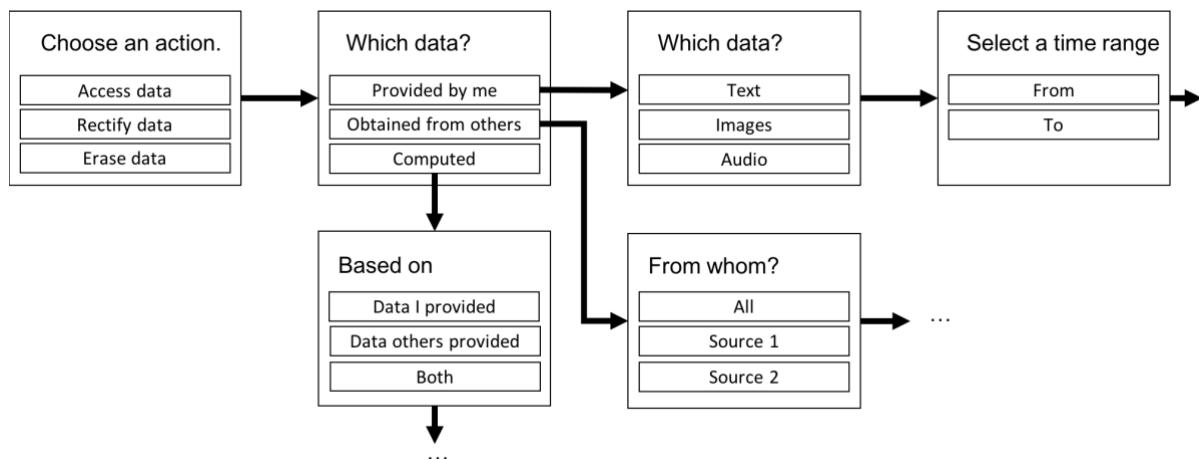 Choose an action.
Access data
Rectify data
Erase data
Which data?
Provided by me
Obtained from others
Computed
Which data?
Text
Images
Audio
Select a time range
From
To
Based on
Data I provided
Data others provided
Both
...
From whom?
All
Source 1
Source 2
...